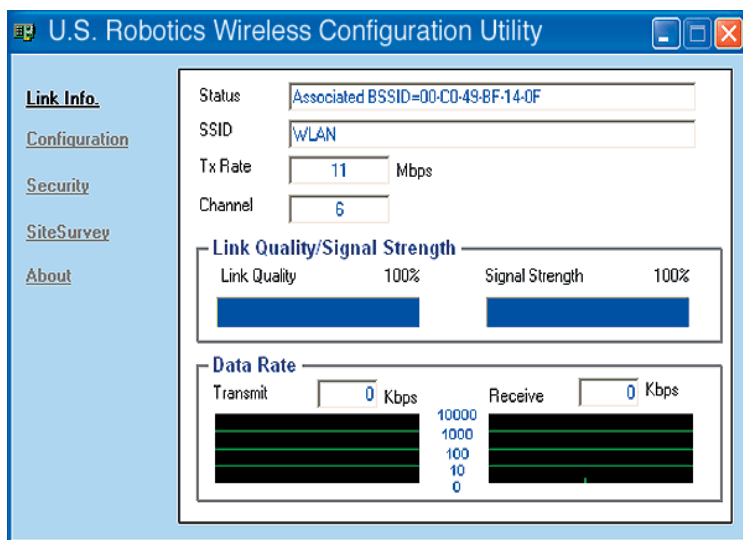 U.S. Robotics Wireless Configuration Utility
Link Info.
Configuration
Security
SiteSurvey
About
Status Associated BSSID=00-C0-49-BF-14-0F
SSID WLAN
Tx Rate 11 Mbps
Channel 6
Link Quality/Signal Strength
Link Quality 100% Signal Strength 100%
Data Rate
Transmit 0 Kbps Receive 0 Kbps
10000
1000
100
10
0